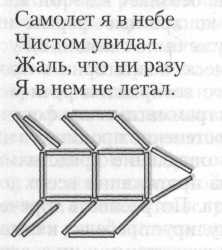 Самолет я в небе
Чистом увидал.
Жаль, что ни разу
Я в нем не летал.